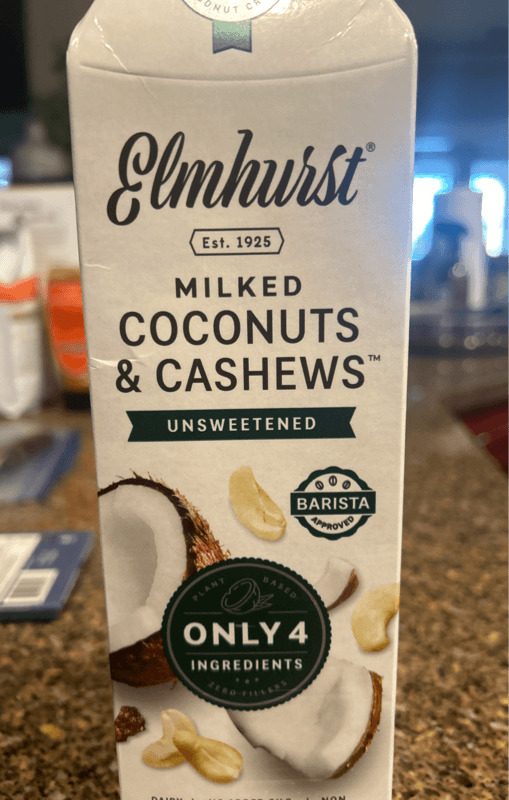 Elmhurst®
Est. 1925
MILKED
COCONUTS
& CASHEWS™
UNSWEETENED
BARISTA
APPROVED
PLANT BASED
ONLY 4
INGREDIENTS
ZERO FILLERS